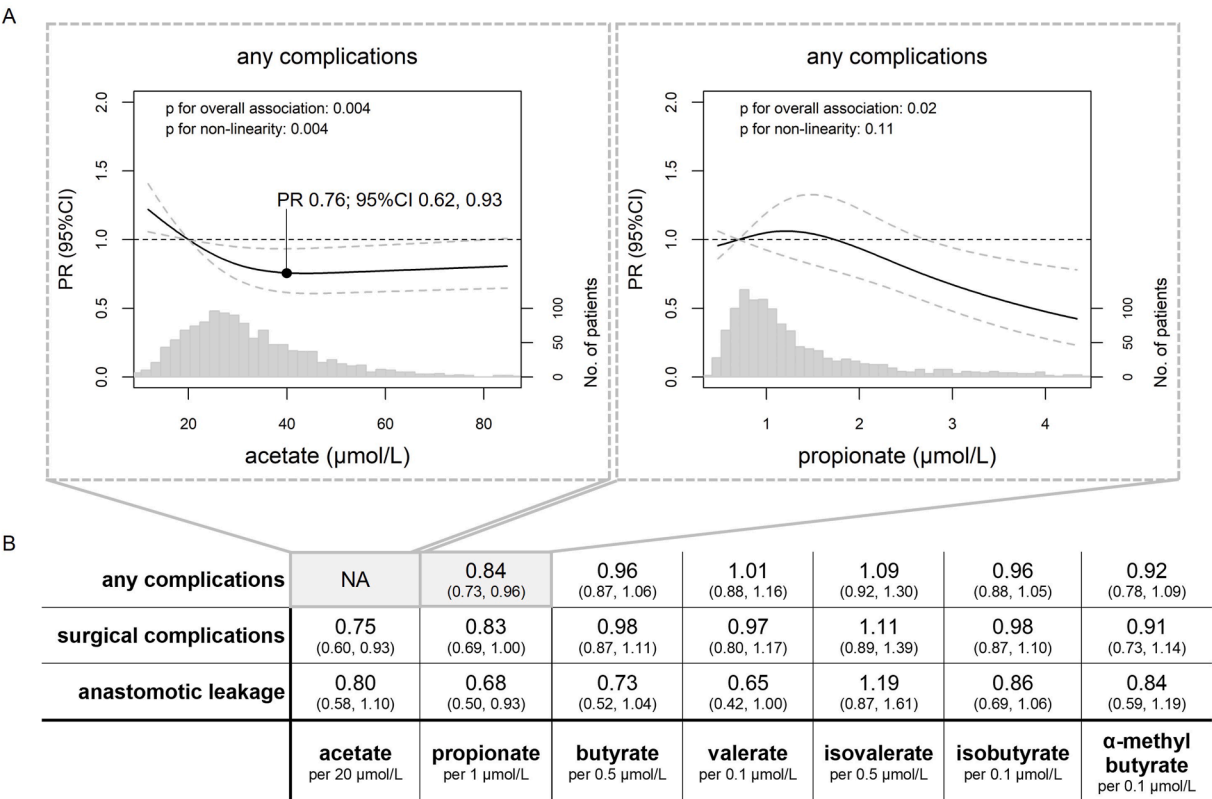 A
any complications
p for overall association: 0.004
p for non-linearity: 0.004
PR 0.76; 95%CI 0.62, 0.93
PR (95%CI)
2.0
1.5
1.0
0.5
0.0
100
50
0
No. of patients
20 40 60 80
acetate (µmol/L)
any complications
p for overall association: 0.02
p for non-linearity: 0.11
PR (95%CI)
2.0
1.5
1.0
0.5
0.0
100
50
0
No. of patients
1 2 3 4
propionate (µmol/L)
B
any complications NA 0.84 0.96 1.01 1.09 0.96 0.92
(0.73, 0.96) (0.87, 1.06) (0.88, 1.16) (0.92, 1.30) (0.88, 1.05) (0.78, 1.09)
surgical complications 0.75 0.83 0.98 0.97 1.11 0.98 0.91
(0.60, 0.93) (0.69, 1.00) (0.87, 1.11) (0.80, 1.17) (0.89, 1.39) (0.87, 1.10) (0.73, 1.14)
anastomotic leakage 0.80 0.68 0.73 0.65 1.19 0.86 0.84
(0.58, 1.10) (0.50, 0.93) (0.52, 1.04) (0.42, 1.00) (0.87, 1.61) (0.69, 1.06) (0.59, 1.19)
acetate propionate butyrate valerate isovalerate isobutyrate α-methyl butyrate
per 20 µmol/L per 1 µmol/L per 0.5 µmol/L per 0.1 µmol/L per 0.5 µmol/L per 0.1 µmol/L per 0.1 µmol/L